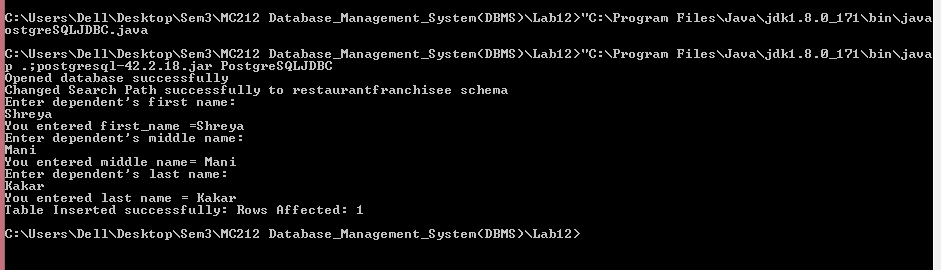 C:\Users\Dell\Desktop\Sem3\MC212 Database_Management_System(DBMS)\Lab12>"C:\Program Files\Java\jdk1.8.0_171\bin\java
ostgreSQLJDBC.java
C:\Users\Dell\Desktop\Sem3\MC212 Database_Management_System(DBMS)\Lab12>"C:\Program Files\Java\jdk1.8.0_171\bin\java
p .;postgresql-42.2.18.jar PostgreSQLJDBC
Opened database successfully
Changed Search Path successfully to restaurantfranchisee schema
Enter dependent's first name:
Shreya
You entered first_name =Shreya
Enter dependent's middle name:
Mani
You entered middle name= Mani
Enter dependent's last name:
Kakar
You entered last name = Kakar
Table Inserted successfully: Rows Affected: 1
C:\Users\Dell\Desktop\Sem3\MC212 Database_Management_System(DBMS)\Lab12>